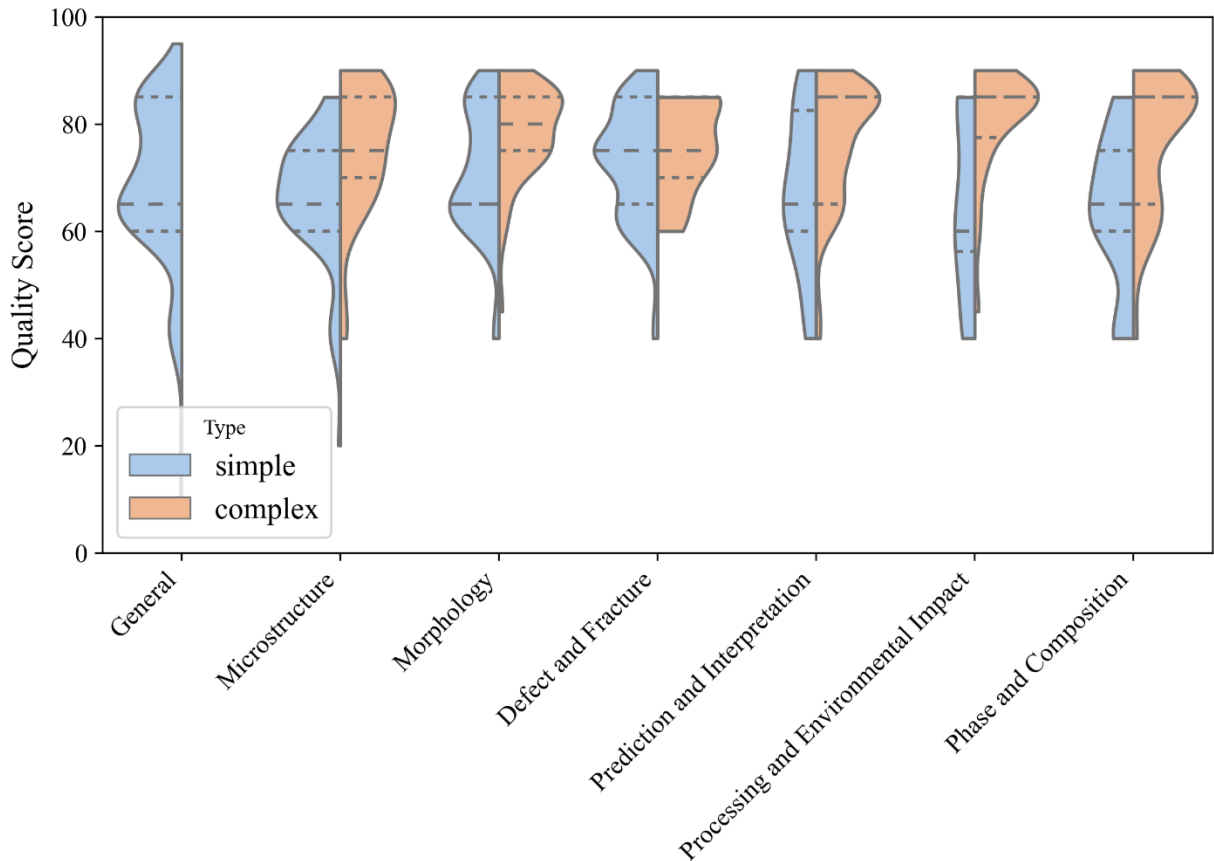 100
80
60
40
20
0
Quality Score
Type
simple
complex
General
Microstructure
Morphology
Defect and Fracture
Prediction and Interpretation
Processing and Environmental Impact
Phase and Composition